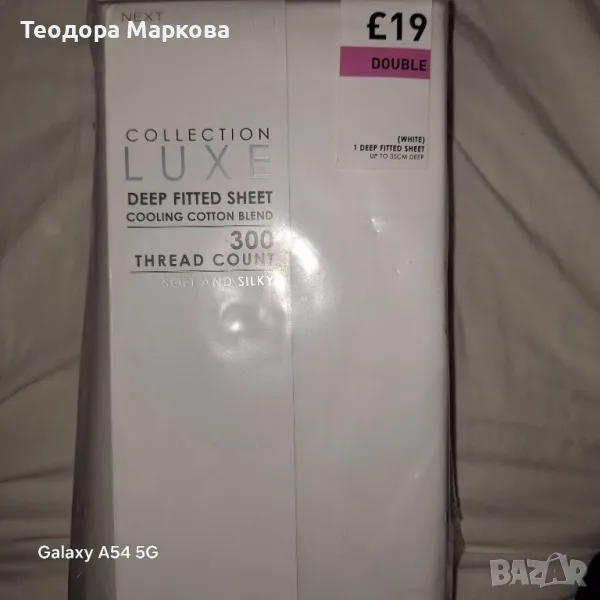 Теодора Маркова
NEXT
£19
DOUBLE
(WHITE)
1 DEEP FITTED SHEET
UP TO 35CM DEEP
COLLECTION
LUXE
DEEP FITTED SHEET
COOLING COTTON BLEND
300
THREAD COUNT
SOFT AND SILKY
Galaxy A54 5G
BAZAR